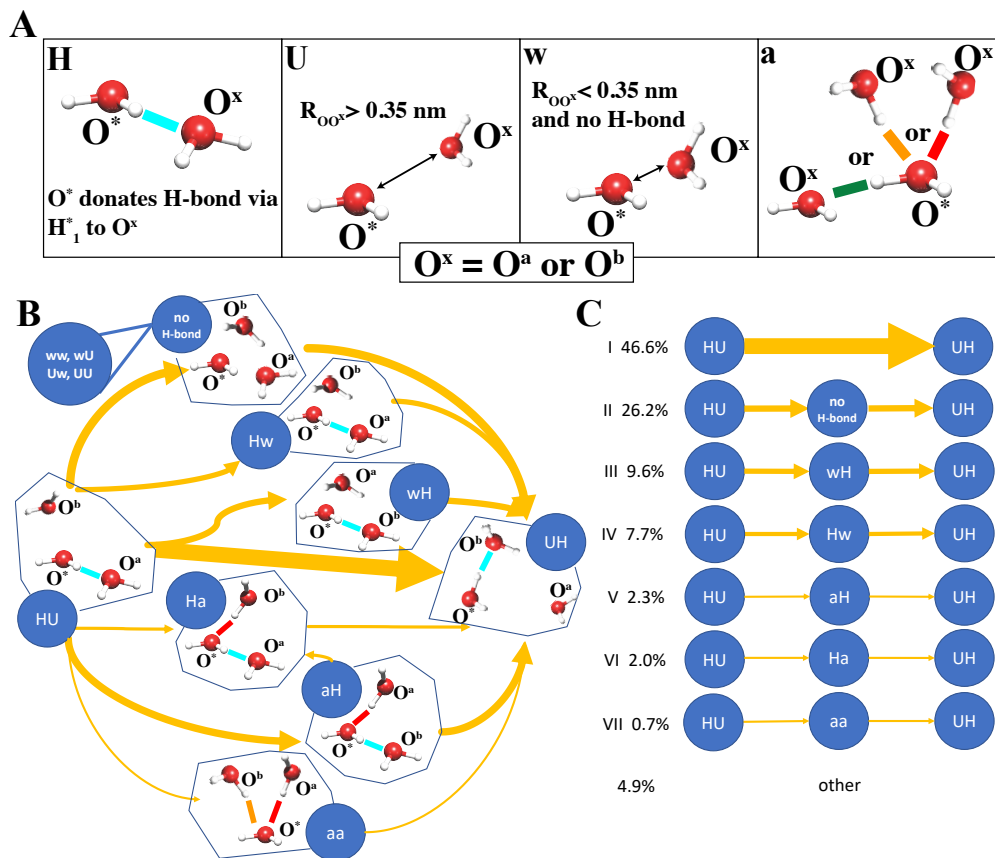 A
H
O*
Oˣ
O* donates H-bond via
H*₁ to Oˣ
U
R_OOˣ > 0.35 nm
Oˣ
O*
w
R_OOˣ < 0.35 nm
and no H-bond
Oˣ
O*
a
Oˣ
Oˣ
or
or
Oˣ
O*
Oˣ = Oᵃ or Oᵇ
B
ww, wU
Uw, UU
no
H-bond
Oᵇ
O*
Oᵃ
Hw
Oᵇ
O*
Oᵃ
Oᵃ
O*
Oᵇ
wH
Oᵇ
O*
Oᵃ
HU
Oᵇ
O*
Oᵃ
UH
Ha
Oᵇ
O*
Oᵃ
aH
Oᵃ
O*
Oᵇ
Oᵇ
Oᵃ
O*
aa
C
I 46.6% HU UH
II 26.2% HU no H-bond UH
III 9.6% HU wH UH
IV 7.7% HU Hw UH
V 2.3% HU aH UH
VI 2.0% HU Ha UH
VII 0.7% HU aa UH
4.9% other